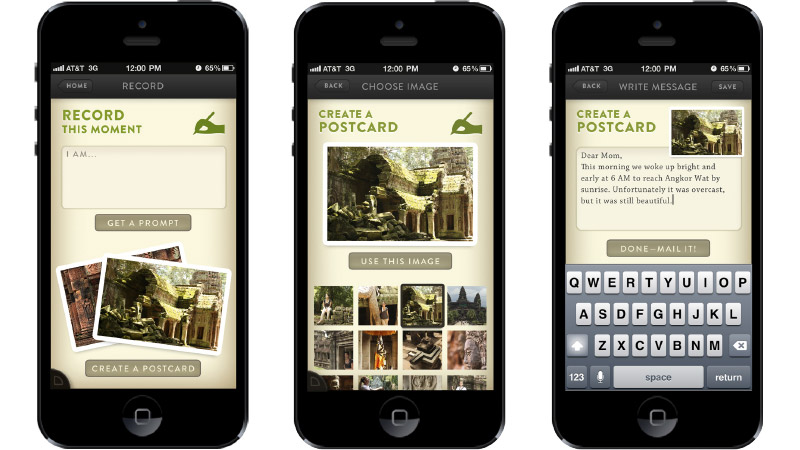 AT&T 3G 12:00 PM 65%
HOME RECORD
RECORD
THIS MOMENT
I AM...
GET A PROMPT
CREATE A POSTCARD
AT&T 3G 12:00 PM 65%
BACK CHOOSE IMAGE
CREATE A
POSTCARD
USE THIS IMAGE
AT&T 3G 12:00 PM 65%
BACK WRITE MESSAGE SAVE
CREATE A
POSTCARD
Dear Mom,
This morning we woke up bright and
early at 6 AM to reach Angkor Wat by
sunrise. Unfortunately it was overcast,
but it was still beautiful.
DONE—MAIL IT!
Q W E R T Y U I O P
A S D F G H J K L
Z X C V B N M
123 space return